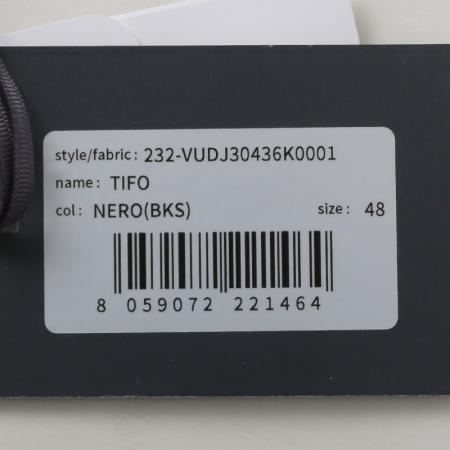 style/fabric: 232-VUDJ30436K0001
name: TIFO
col: NERO(BKS) size: 48
8 059072 221464